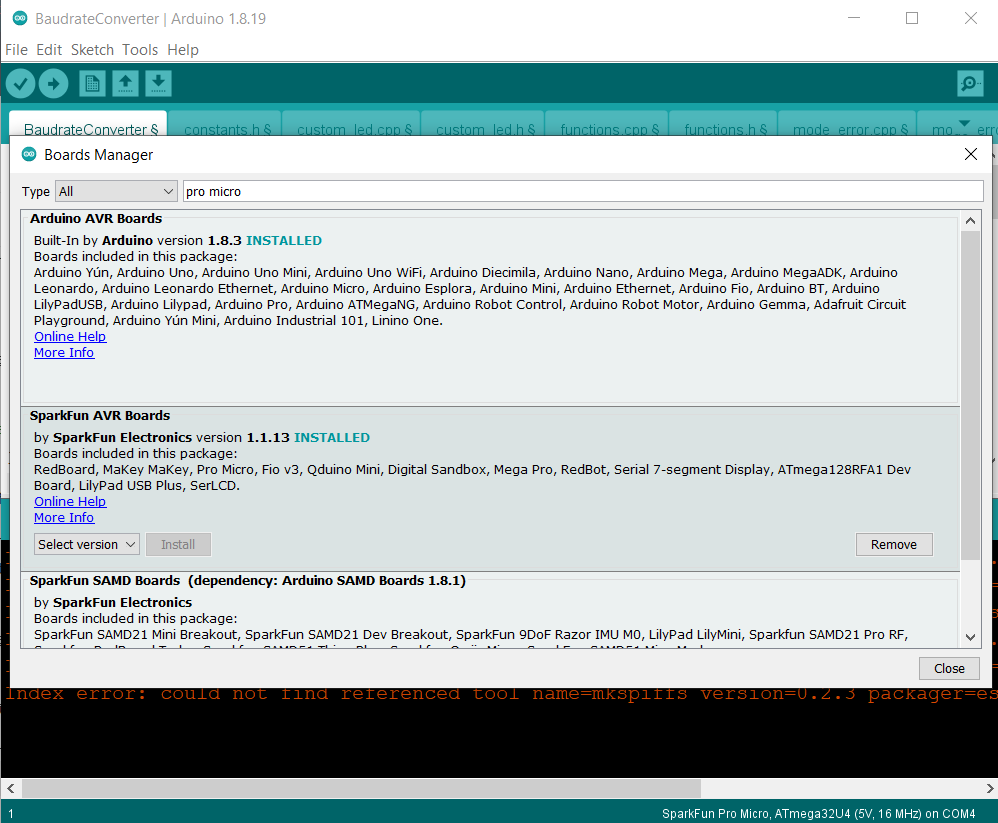 BaudrateConverter | Arduino 1.8.19
File Edit Sketch Tools Help
BaudrateConverter § constants.h § custom_led.cpp § custom_led.h § functions.cpp § functions.h § mode_error.cpp §
Boards Manager
Type All pro micro
Arduino AVR Boards
Built-In by Arduino version 1.8.3 INSTALLED
Boards included in this package:
Arduino Yún, Arduino Uno, Arduino Uno Mini, Arduino Uno WiFi, Arduino Diecimila, Arduino Nano, Arduino Mega, Arduino MegaADK, Arduino
Leonardo, Arduino Leonardo Ethernet, Arduino Micro, Arduino Esplora, Arduino Mini, Arduino Ethernet, Arduino Fio, Arduino BT, Arduino
LilyPadUSB, Arduino Lilypad, Arduino Pro, Arduino ATMegaNG, Arduino Robot Control, Arduino Robot Motor, Arduino Gemma, Adafruit Circuit
Playground, Arduino Yún Mini, Arduino Industrial 101, Linino One.
Online Help
More Info
SparkFun AVR Boards
by SparkFun Electronics version 1.1.13 INSTALLED
Boards included in this package:
RedBoard, MaKey MaKey, Pro Micro, Fio v3, Qduino Mini, Digital Sandbox, Mega Pro, RedBot, Serial 7-segment Display, ATmega128RFA1 Dev
Board, LilyPad USB Plus, SerLCD.
Online Help
More Info
Select version Install Remove
SparkFun SAMD Boards (dependency: Arduino SAMD Boards 1.8.1)
by SparkFun Electronics
Boards included in this package:
SparkFun SAMD21 Mini Breakout, SparkFun SAMD21 Dev Breakout, SparkFun 9DoF Razor IMU M0, LilyPad LilyMini, Sparkfun SAMD21 Pro RF,
Close
Index error: could not find referenced tool name=mkspiffs version=0.2.3 packager=es
1 SparkFun Pro Micro, ATmega32U4 (5V, 16 MHz) on COM4